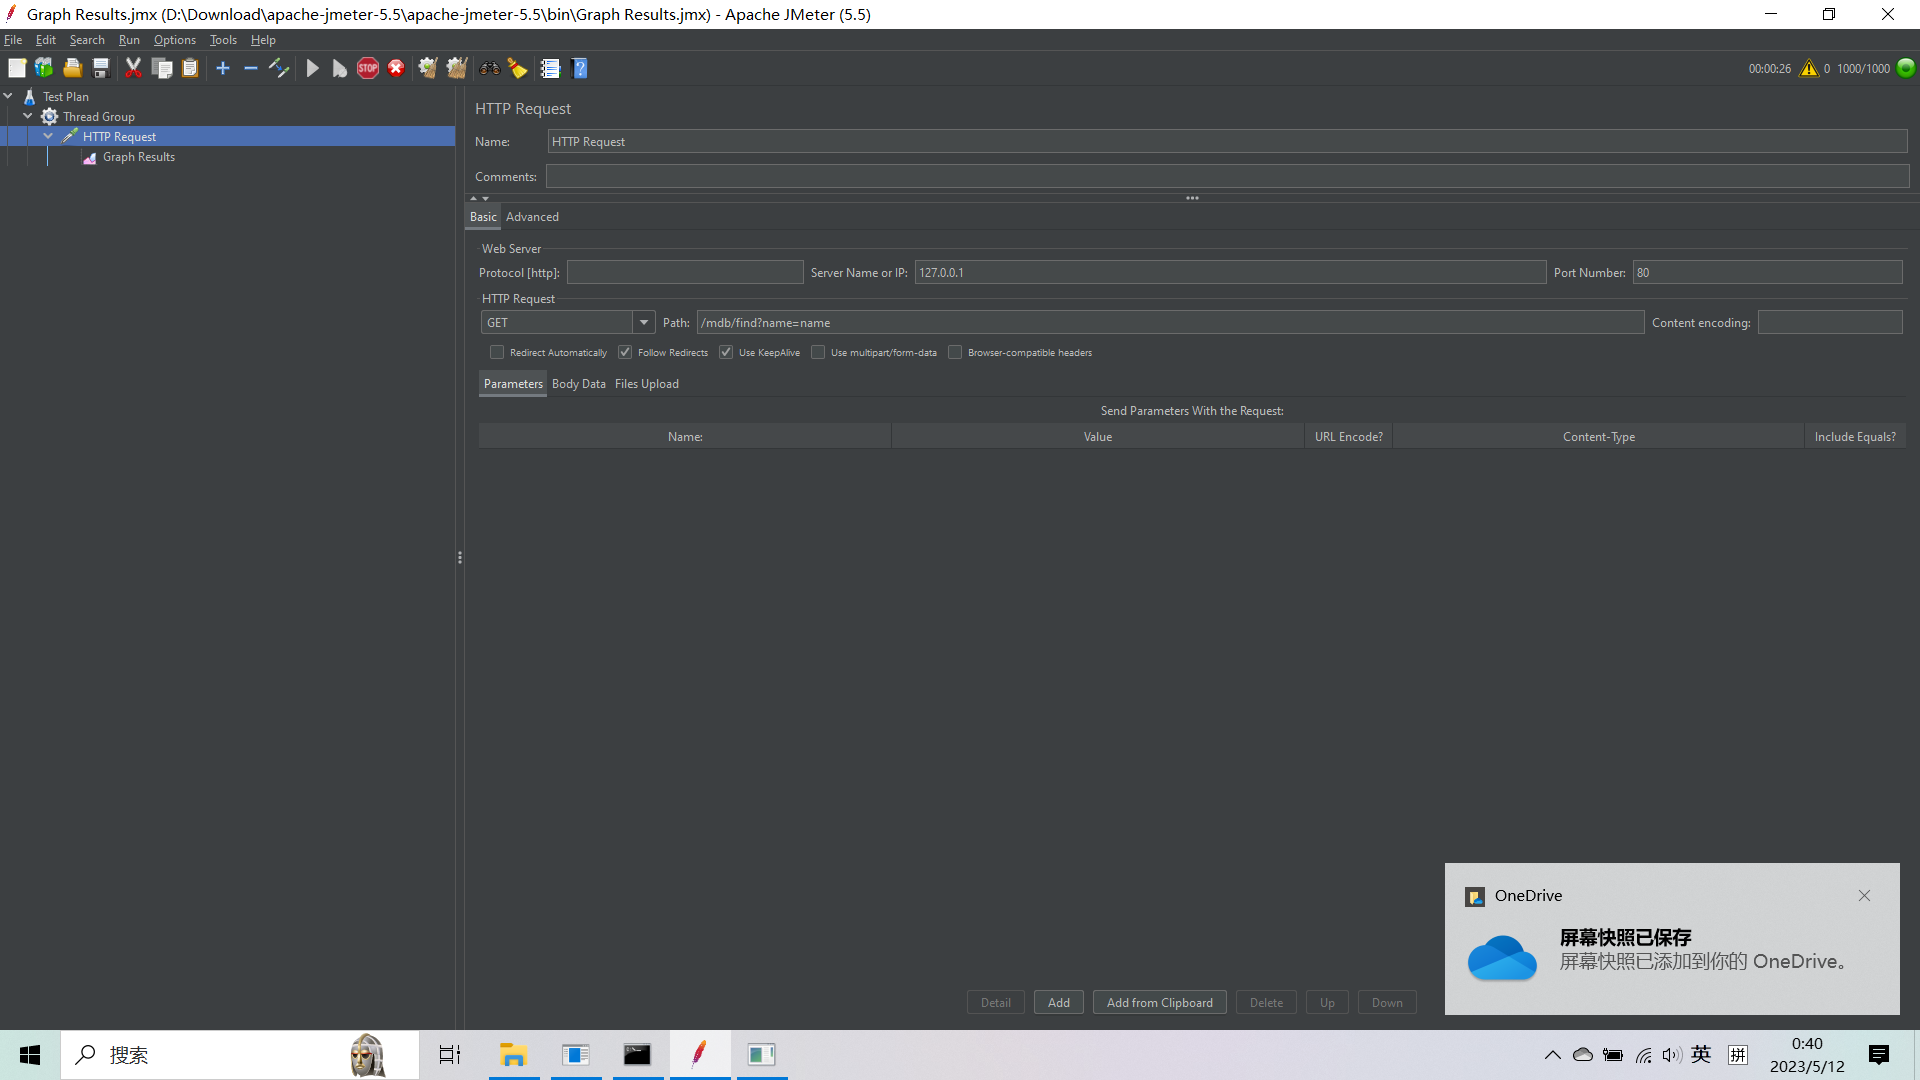 Graph Results.jmx (D:\Download\apache-jmeter-5.5\apache-jmeter-5.5\bin\Graph Results.jmx) - Apache JMeter (5.5)
File Edit Search Run Options Tools Help
STOP
00:00:26 0 1000/1000
Test Plan
Thread Group
HTTP Request
Graph Results
HTTP Request
Name: HTTP Request
Comments:
Basic Advanced
Web Server
Protocol [http]: Server Name or IP: 127.0.0.1 Port Number: 80
HTTP Request
GET Path: /mdb/find?name=name Content encoding:
Redirect Automatically Follow Redirects Use KeepAlive Use multipart/form-data Browser-compatible headers
Parameters Body Data Files Upload
Send Parameters With the Request:
Name: Value URL Encode? Content-Type Include Equals?
Detail Add Add from Clipboard Delete Up Down
OneDrive
屏幕快照已保存
屏幕快照已添加到你的 OneDrive。
搜索
英 拼
0:40
2023/5/12